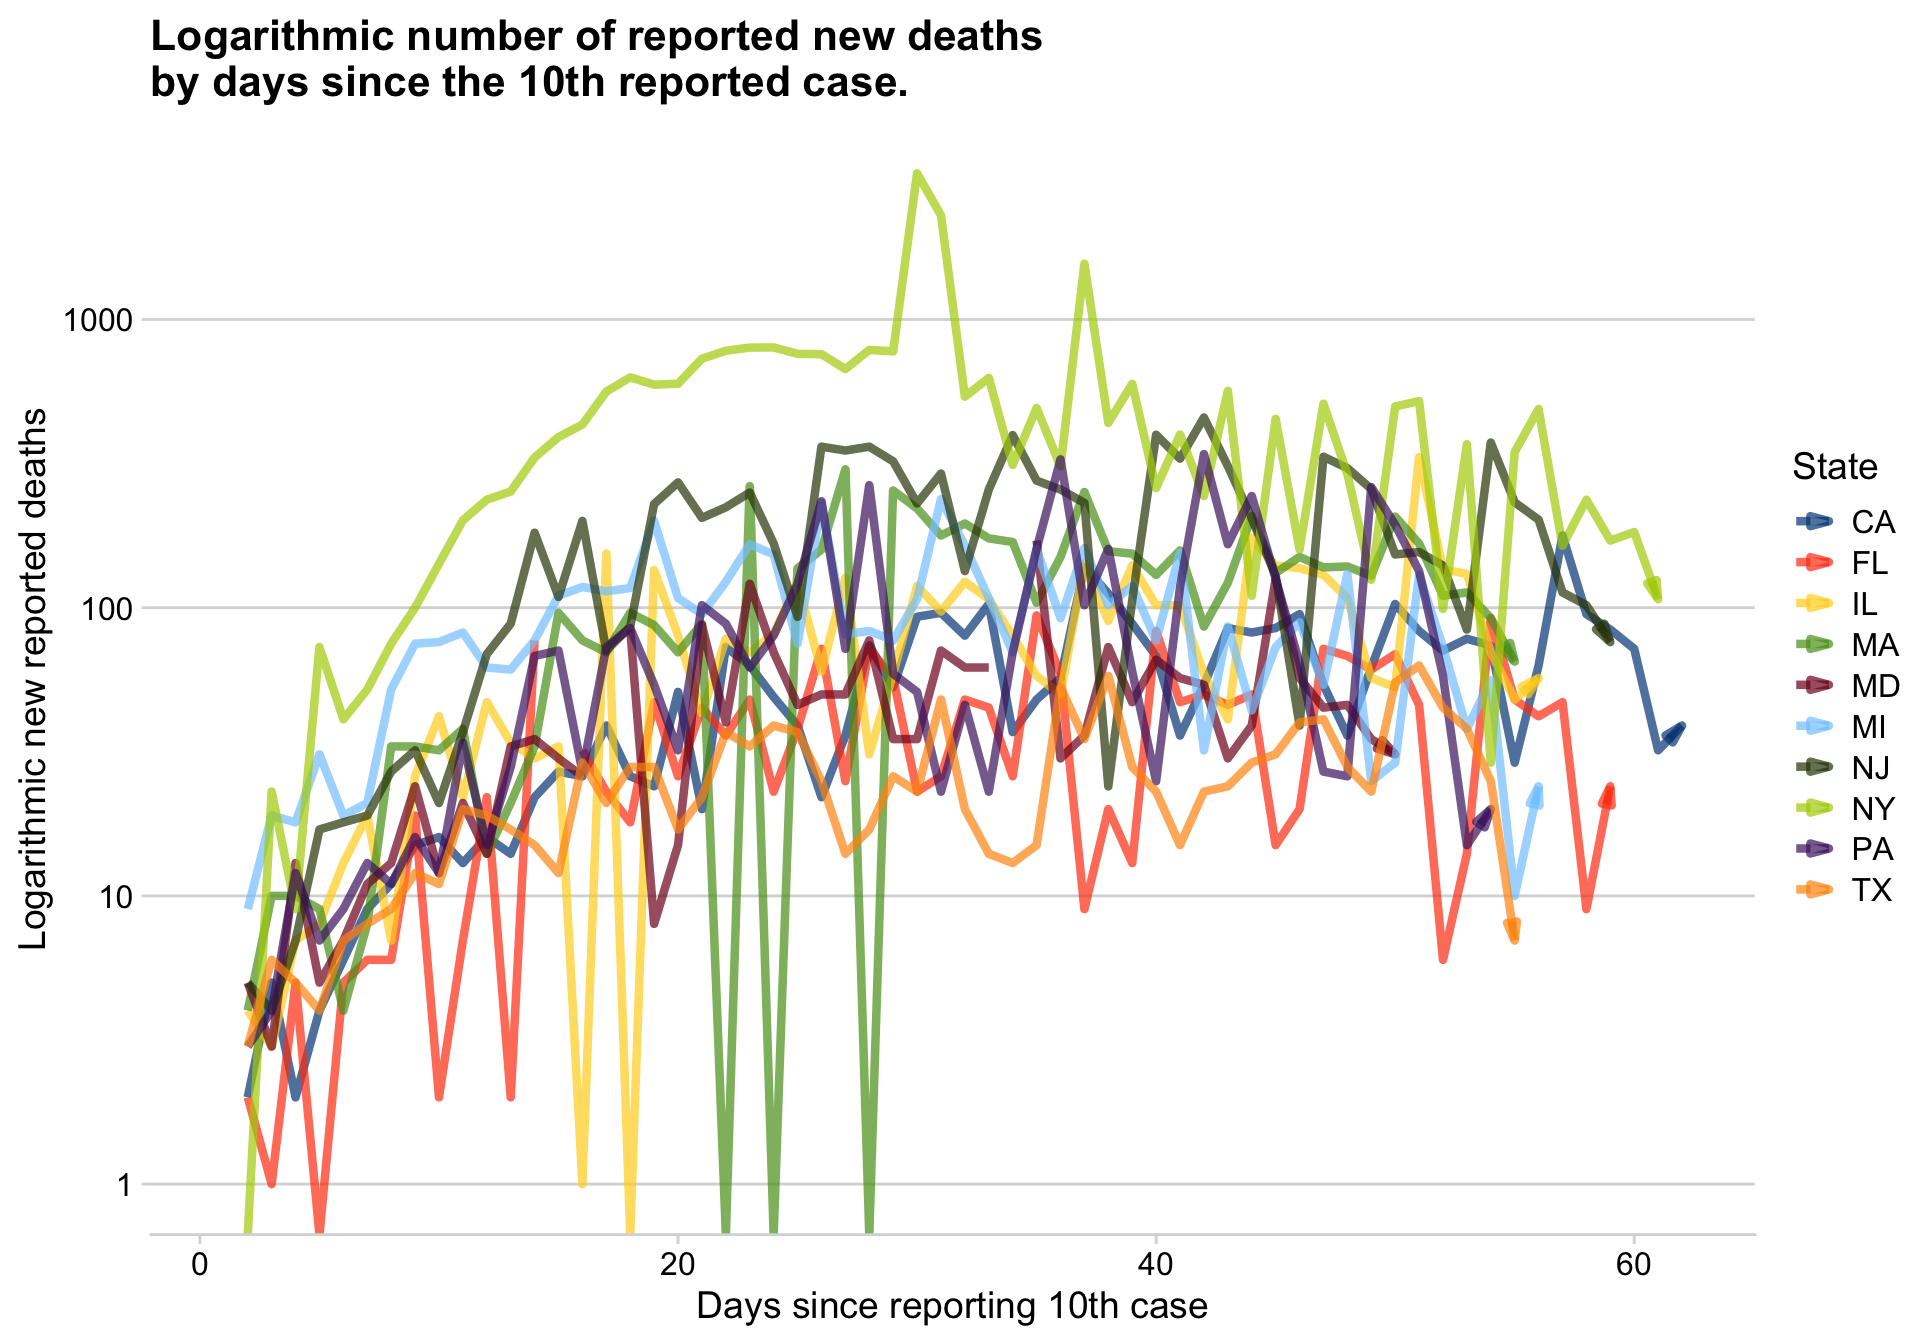 Logarithmic number of reported new deaths
by days since the 10th reported case.
Logarithmic new reported deaths
1000
100
10
1
0
20
40
60
Days since reporting 10th case
State
CA
FL
IL
MA
MD
MI
NJ
NY
PA
TX